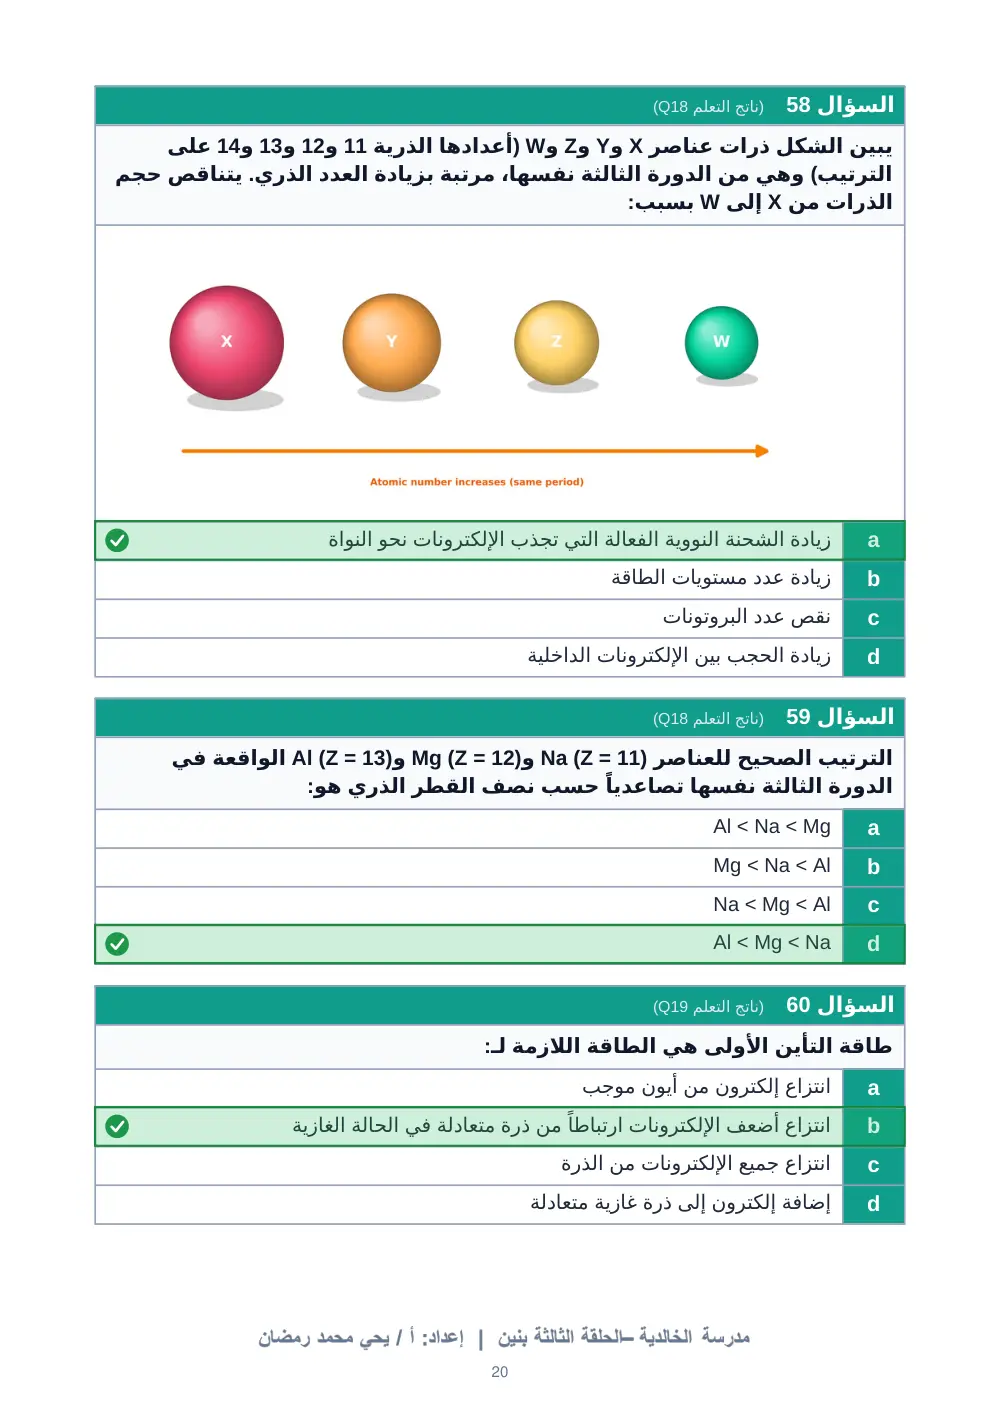 السؤال 58 (ناتج التعلم Q18)
يبين الشكل ذرات عناصر X وY وZ وW (أعدادها الذرية 11 و12 و13 و14 على
الترتيب) وهي من الدورة الثالثة نفسها، مرتبة بزيادة العدد الذري. يتناقص حجم
الذرات من X إلى W بسبب:
X Y Z W
Atomic number increases (same period)
a زيادة الشحنة النووية الفعالة التي تجذب الإلكترونات نحو النواة
b زيادة عدد مستويات الطاقة
c نقص عدد البروتونات
d زيادة الحجب بين الإلكترونات الداخلية
السؤال 59 (ناتج التعلم Q18)
الترتيب الصحيح للعناصر Na (Z = 11) وMg (Z = 12) وAl (Z = 13) الواقعة في
الدورة الثالثة نفسها تصاعدياً حسب نصف القطر الذري هو:
a Al < Na < Mg
b Mg < Na < Al
c Na < Mg < Al
d Al < Mg < Na
السؤال 60 (ناتج التعلم Q19)
طاقة التأين الأولى هي الطاقة اللازمة لـ:
a انتزاع إلكترون من أيون موجب
b انتزاع أضعف الإلكترونات ارتباطاً من ذرة متعادلة في الحالة الغازية
c انتزاع جميع الإلكترونات من الذرة
d إضافة إلكترون إلى ذرة غازية متعادلة
مدرسة الخالدية –الحلقة الثالثة بنين | إعداد: أ / يحي محمد رمضان
20